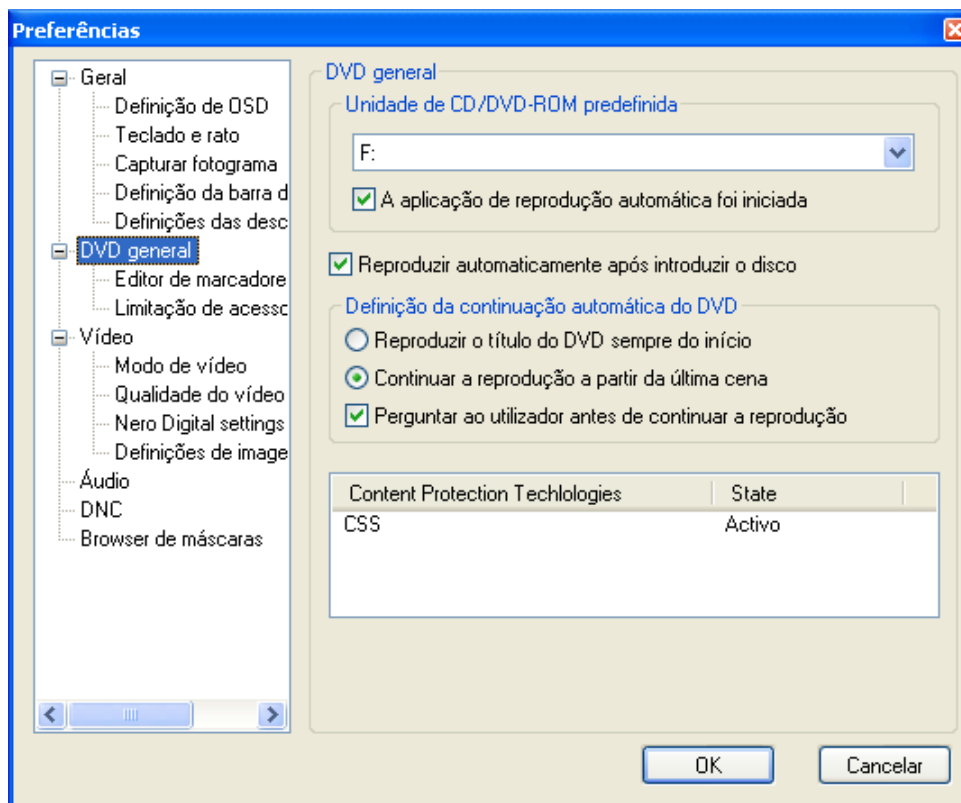 Preferências
Geral
Definição de OSD
Teclado e rato
Capturar fotograma
Definição da barra d
Definições das desc
DVD general
Editor de marcadore
Limitação de acesso
Vídeo
Modo de vídeo
Qualidade do vídeo
Nero Digital settings
Definições de image
Áudio
DNC
Browser de máscaras
DVD general
Unidade de CD/DVD-ROM predefinida
F:
A aplicação de reprodução automática foi iniciada
Reproduzir automaticamente após introduzir o disco
Definição da continuação automática do DVD
Reproduzir o título do DVD sempre do início
Continuar a reprodução a partir da última cena
Perguntar ao utilizador antes de continuar a reprodução
Content Protection Techlologies State
CSS Activo
OK Cancelar